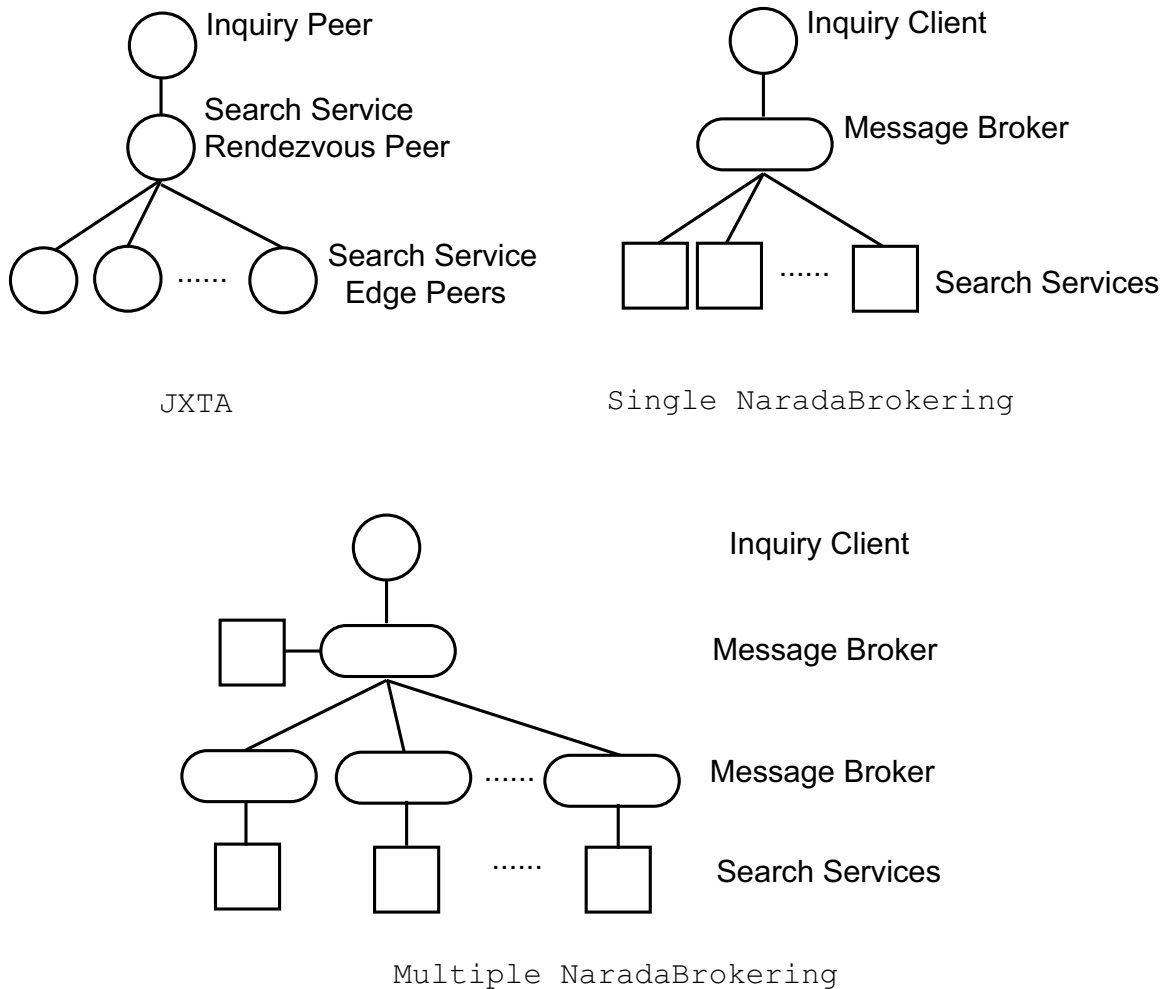 Inquiry Peer
Search Service
Rendezvous Peer
Search Service
Edge Peers
......
JXTA
Inquiry Client
Message Broker
......
Search Services
Single NaradaBrokering
Inquiry Client
Message Broker
......
Message Broker
......
Search Services
Multiple NaradaBrokering